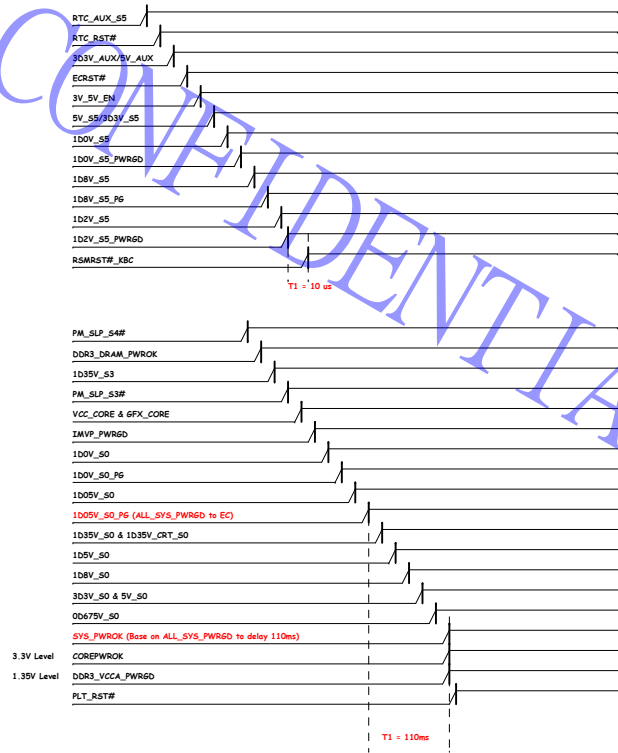 RTC_AUX_S5
RTC_RST#
3D3V_AUX/5V_AUX
ECRST#
3V_5V_EN
5V_S5/3D3V_S5
1D0V_S5
1D0V_S5_PWRGD
1D8V_S5
1D8V_S5_PG
1D2V_S5
1D2V_S5_PWRGD
RSMRST#_KBC
T1 = 10 us
PM_SLP_S4#
DDR3_DRAM_PWROK
1D35V_S3
PM_SLP_S3#
VCC_CORE & GFX_CORE
IMVP_PWRGD
1D0V_S0
1D0V_S0_PG
1D05V_S0
1D05V_S0_PG (ALL_SYS_PWRGD to EC)
1D35V_S0 & 1D35V_CRT_S0
1D5V_S0
1D8V_S0
3D3V_S0 & 5V_S0
0D675V_S0
SYS_PWROK (Base on ALL_SYS_PWRGD to delay 110ms)
3.3V Level COREPWROK
1.35V Level DDR3_VCCA_PWRGD
PLT_RST#
T1 = 110ms
CONFIDENTIA